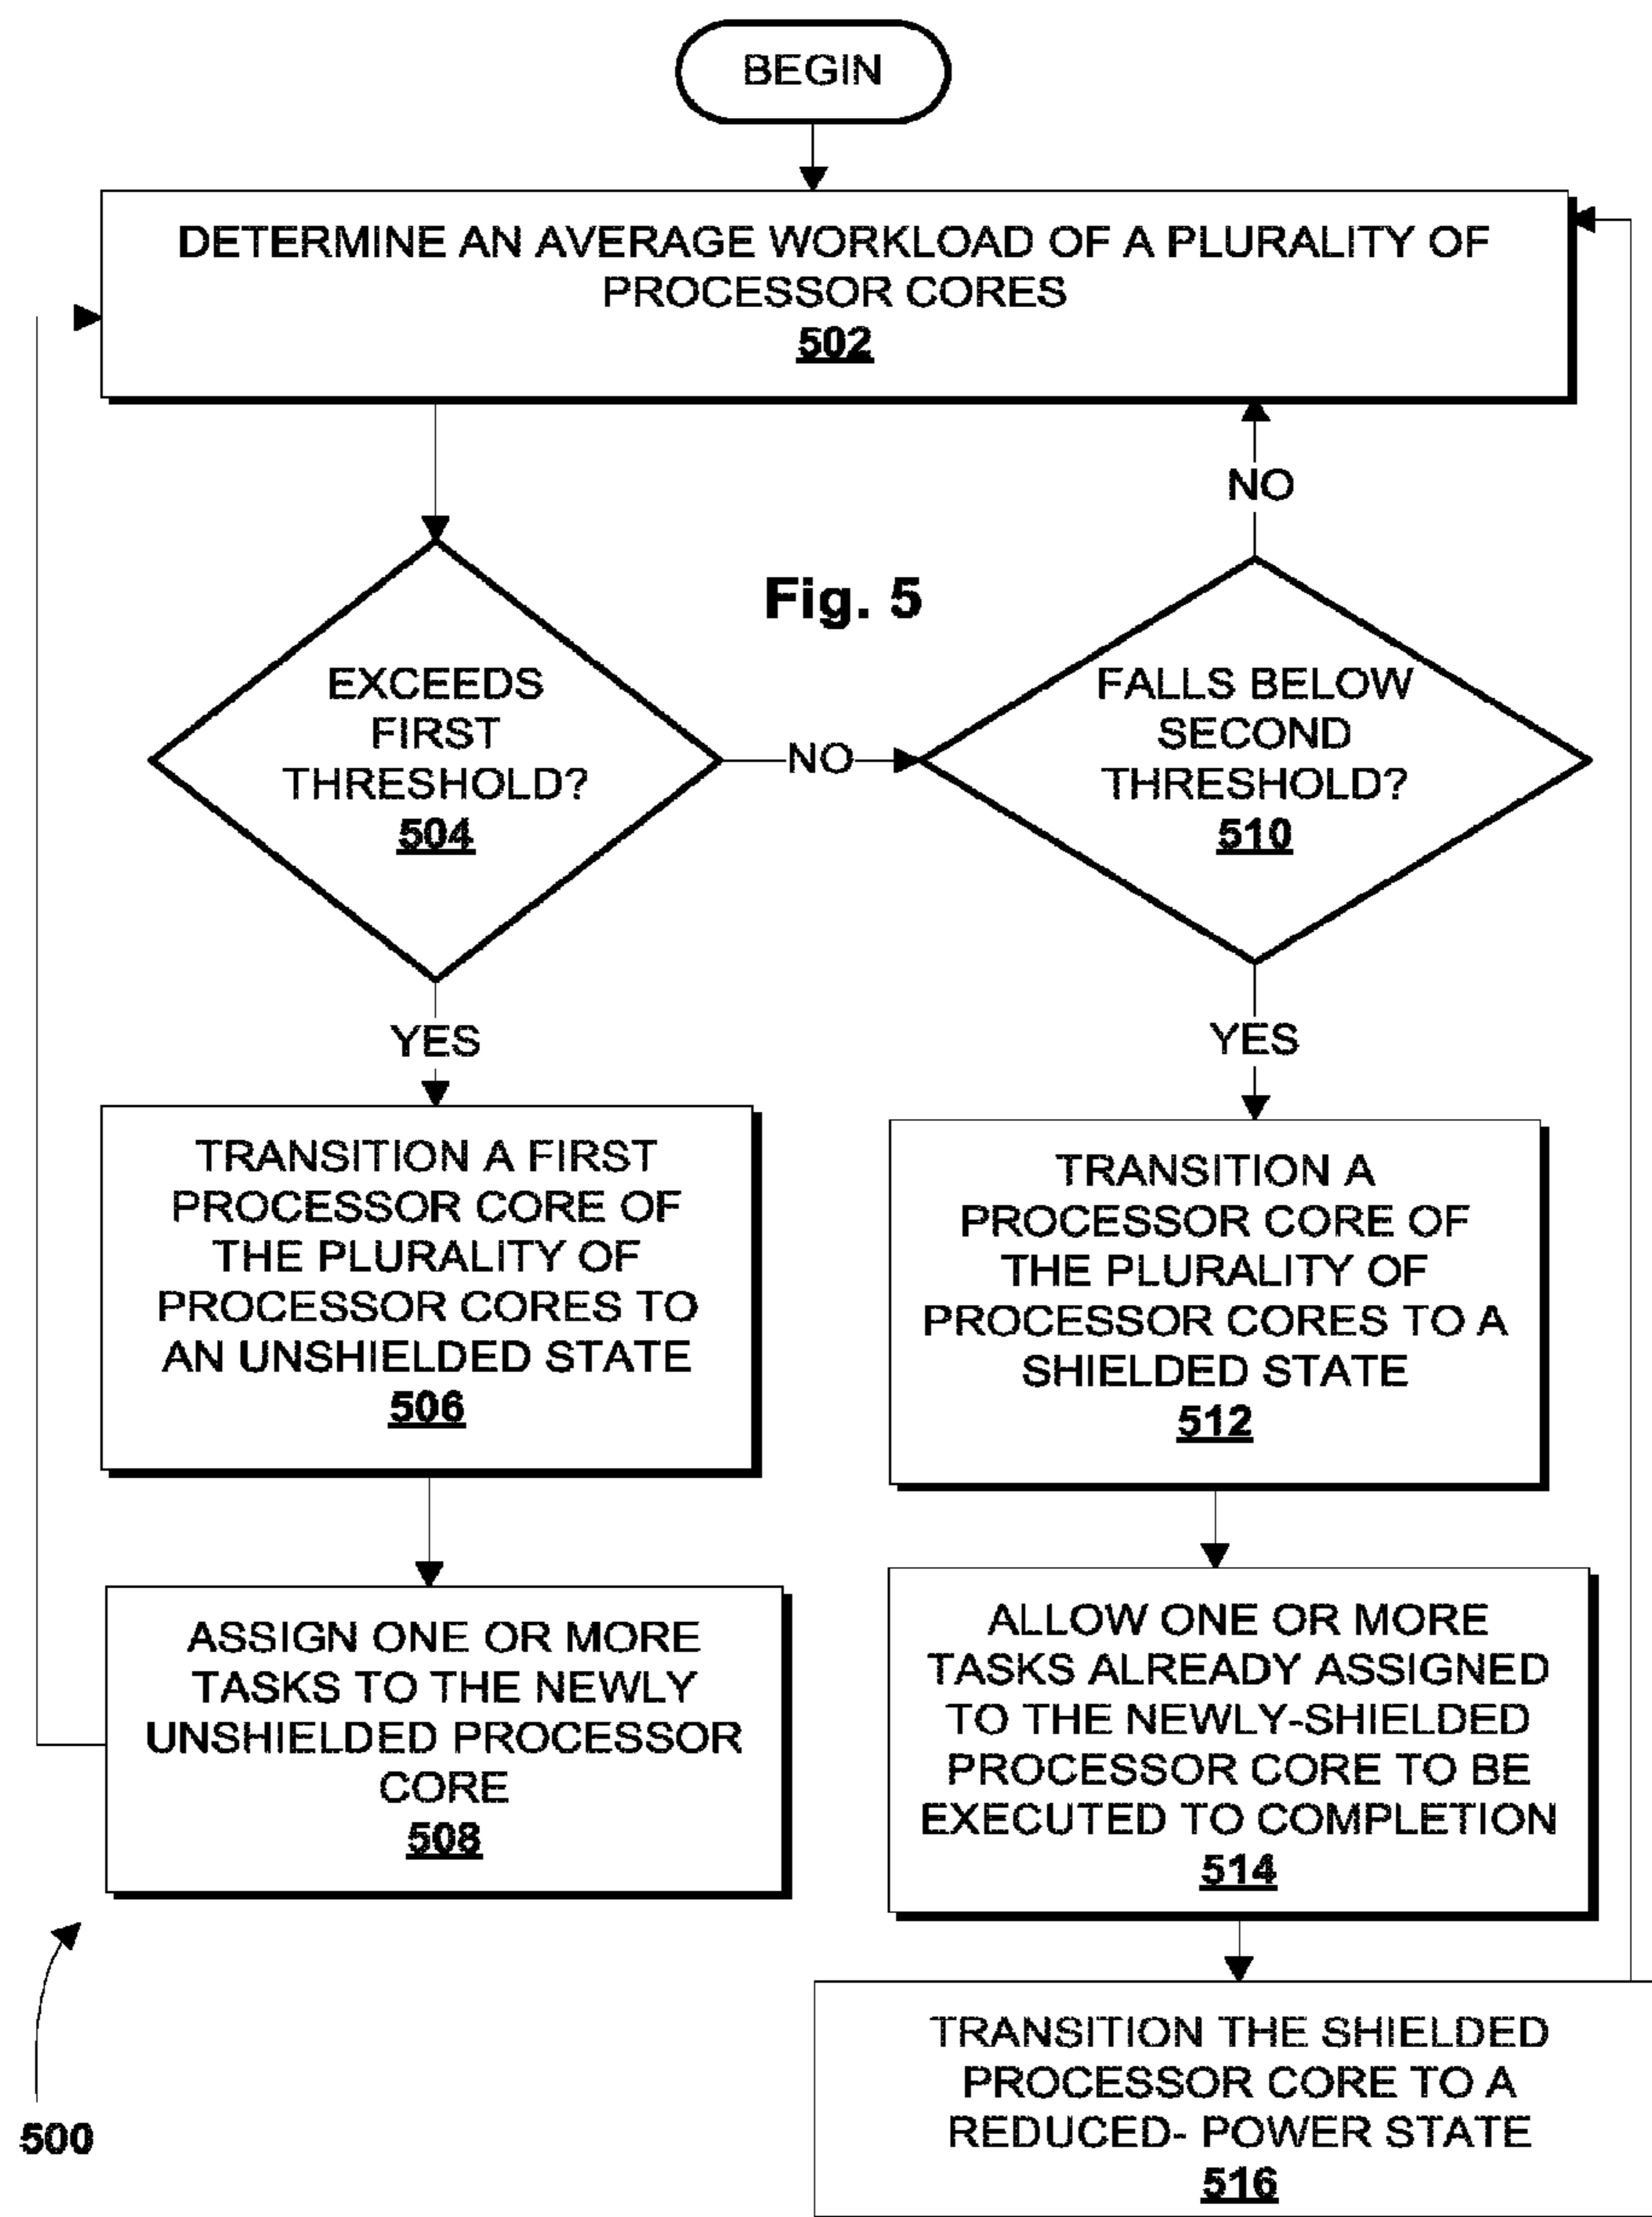 BEGIN
DETERMINE AN AVERAGE WORKLOAD OF A PLURALITY OF
PROCESSOR CORES
502
NO
Fig. 5
EXCEEDS
FIRST
THRESHOLD?
504
NO
FALLS BELOW
SECOND
THRESHOLD?
510
YES
YES
TRANSITION A FIRST
PROCESSOR CORE OF
THE PLURALITY OF
PROCESSOR CORES TO
AN UNSHIELDED STATE
506
TRANSITION A
PROCESSOR CORE OF
THE PLURALITY OF
PROCESSOR CORES TO A
SHIELDED STATE
512
ASSIGN ONE OR MORE
TASKS TO THE NEWLY
UNSHIELDED PROCESSOR
CORE
508
ALLOW ONE OR MORE
TASKS ALREADY ASSIGNED
TO THE NEWLY-SHIELDED
PROCESSOR CORE TO BE
EXECUTED TO COMPLETION
514
TRANSITION THE SHIELDED
PROCESSOR CORE TO A
REDUCED- POWER STATE
516
500